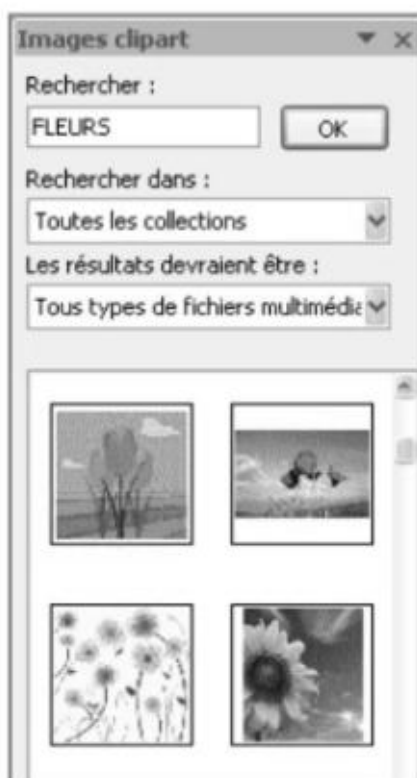 Images clipart
Rechercher :
FLEURS
OK
Rechercher dans :
Toutes les collections
Les résultats devraient être :
Tous types de fichiers multimédia